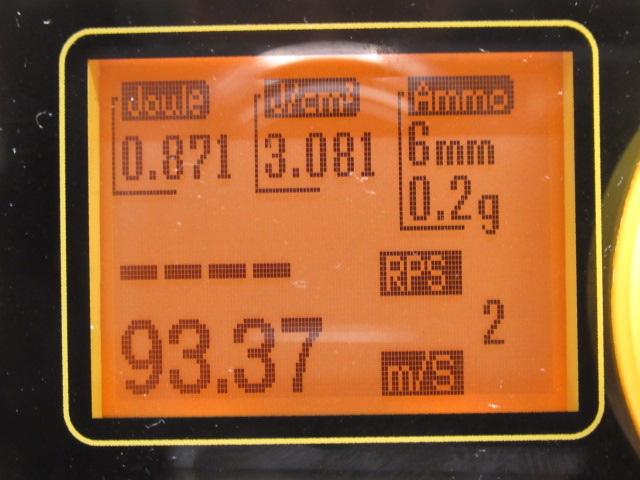 Joule J/cm² Ammo
0.871 3.081 6mm
0.2g
---- RPS
2
93.37 m/S